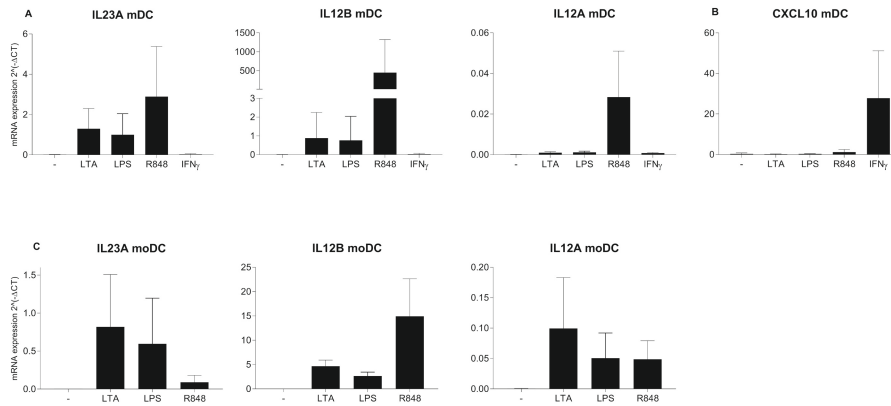 A
IL23A mDC
mRNA expression 2^(-ΔCT)
6
4
2
0
- LTA LPS R848 IFNγ
IL12B mDC
1500
1000
500
0
3
2
1
0
- LTA LPS R848 IFNγ
IL12A mDC
0.06
0.04
0.02
0.00
- LTA LPS R848 IFNγ
B
CXCL10 mDC
60
40
20
0
- LTA LPS R848 IFNγ
C
IL23A moDC
mRNA expression 2^(-ΔCT)
1.5
1.0
0.5
0.0
- LTA LPS R848
IL12B moDC
25
20
15
10
5
0
- LTA LPS R848
IL12A moDC
0.20
0.15
0.10
0.05
0.00
- LTA LPS R848